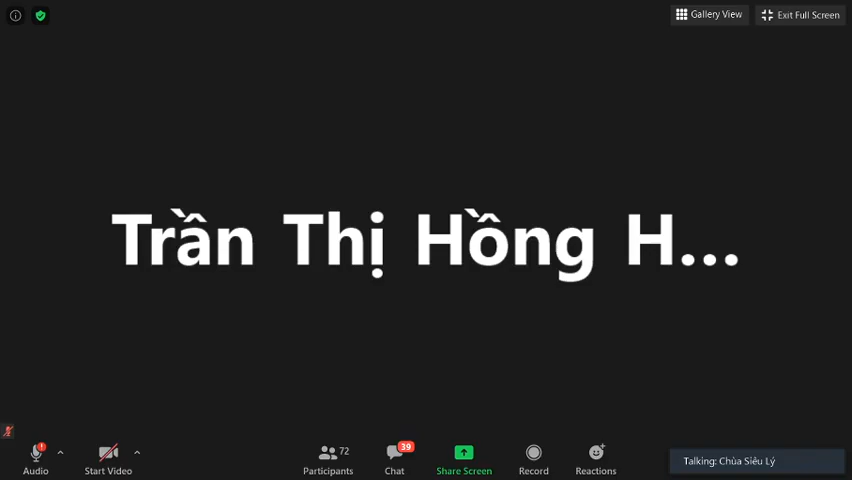 Gallery View
Exit Full Screen
Trần Thị Hồng H...
Audio
Start Video
72
Participants
39
Chat
Share Screen
Record
Reactions
Talking: Chùa Siêu Lý